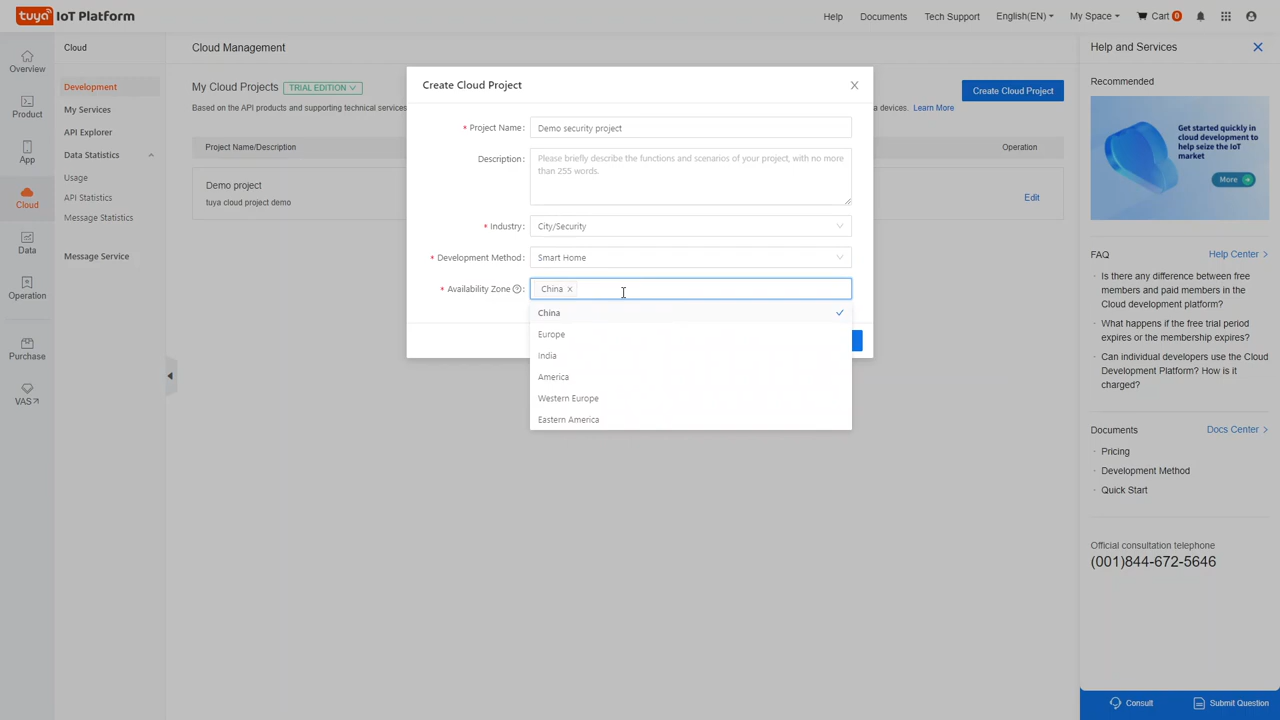 tuya IoT Platform
Help
Documents
Tech Support
English(EN)
My Space
Cart 0
Overview
Product
App
Cloud
Data
Operation
Purchase
VAS
Cloud
Development
My Services
API Explorer
Data Statistics
Usage
API Statistics
Message Statistics
Message Service
Cloud Management
My Cloud Projects TRIAL EDITION
Based on the API products and supporting technical services
a devices. Learn More
Create Cloud Project
Project Name/Description
Operation
Demo project
tuya cloud project demo
Edit
Create Cloud Project
* Project Name: Demo security project
Description: Please briefly describe the functions and scenarios of your project, with no more
than 255 words.
* Industry: City/Security
* Development Method: Smart Home
* Availability Zone ? : China x
China
Europe
India
America
Western Europe
Eastern America
Help and Services
Recommended
Get started quickly in
cloud development
to help seize the IoT
market
More
FAQ Help Center >
· Is there any difference between free
members and paid members in the
Cloud development platform?
· What happens if the free trial period
expires or the membership expires?
· Can individual developers use the Cloud
Development Platform? How is it
charged?
Documents Docs Center >
· Pricing
· Development Method
· Quick Start
Official consultation telephone
(001)844-672-5646
Consult
Submit Question